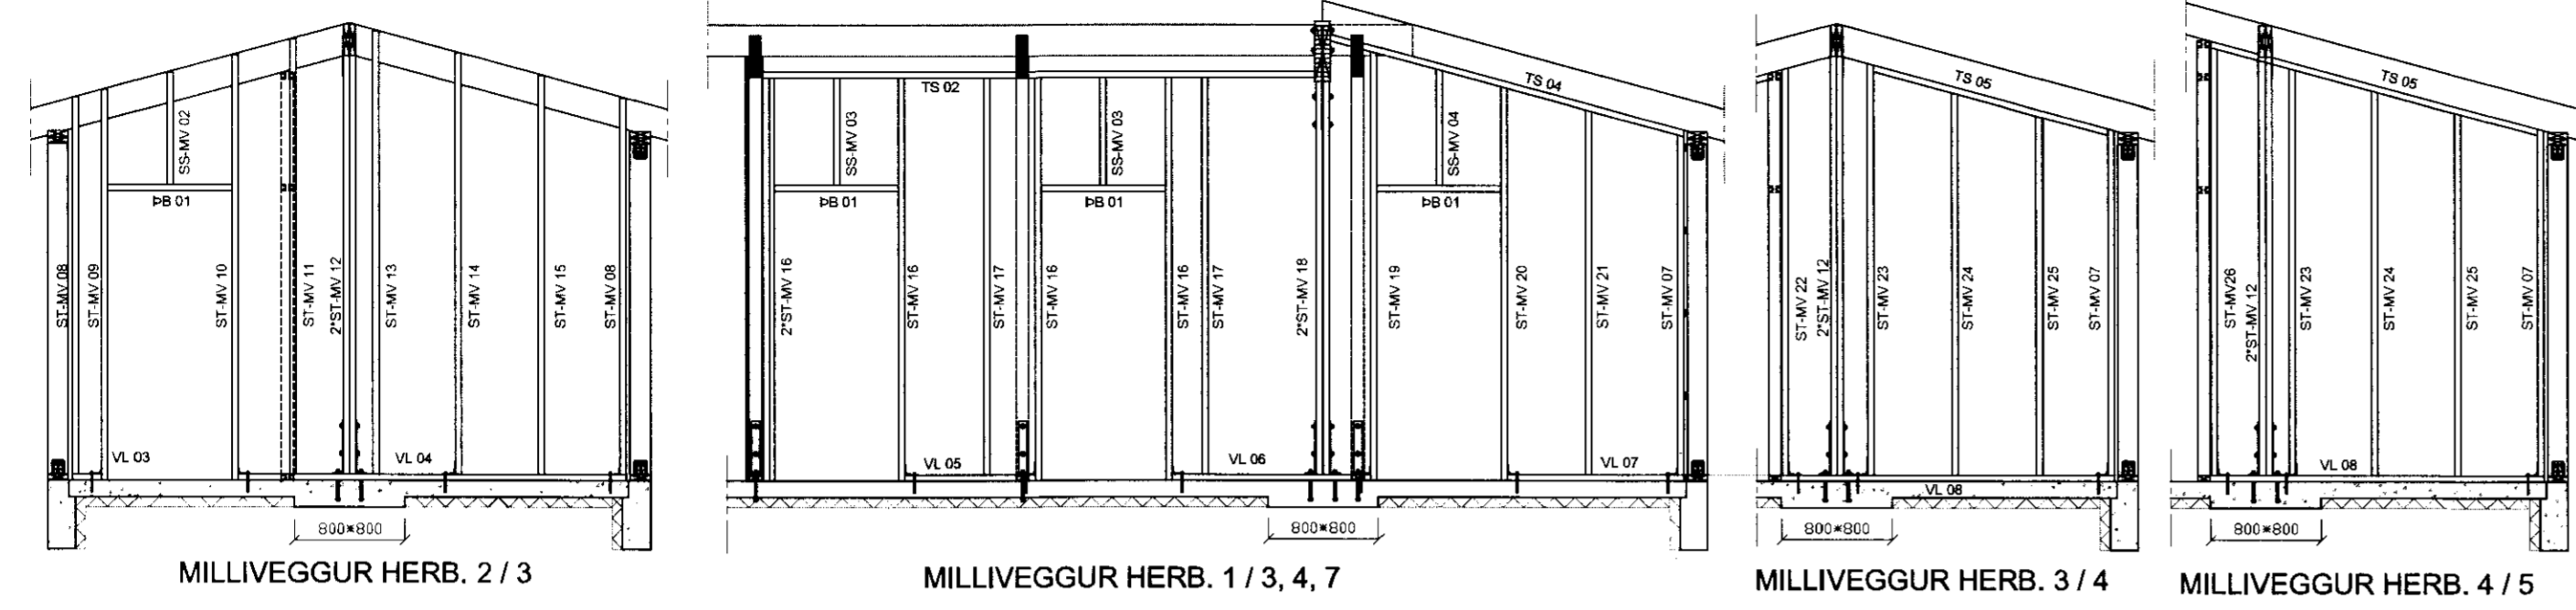 SS-MV 02
ÞB 01
ST-MV 08
ST-MV 09
ST-MV 10
ST-MV 11
2*ST-MV 12
ST-MV 13
ST-MV 14
ST-MV 15
ST-MV 08
VL 03
VL 04
800*800
MILLIVEGGUR HERB. 2 / 3
TS 02
TS 04
SS-MV 03
SS-MV 03
SS-MV 04
ÞB 01
ÞB 01
ÞB 01
2*ST-MV 16
ST-MV 16
ST-MV 17
ST-MV 16
ST-MV 16
ST-MV 17
2*ST-MV 18
ST-MV 19
ST-MV 20
ST-MV 21
ST-MV 07
VL 05
VL 06
VL 07
800*800
MILLIVEGGUR HERB. 1 / 3, 4, 7
TS 05
ST-MV 22
2*ST-MV 12
ST-MV 23
ST-MV 24
ST-MV 25
ST-MV 07
VL 08
800*800
MILLIVEGGUR HERB. 3 / 4
TS 05
ST-MV26
2*ST-MV 12
ST-MV 23
ST-MV 24
ST-MV 25
ST-MV 07
VL 08
800*800
MILLIVEGGUR HERB. 4 / 5